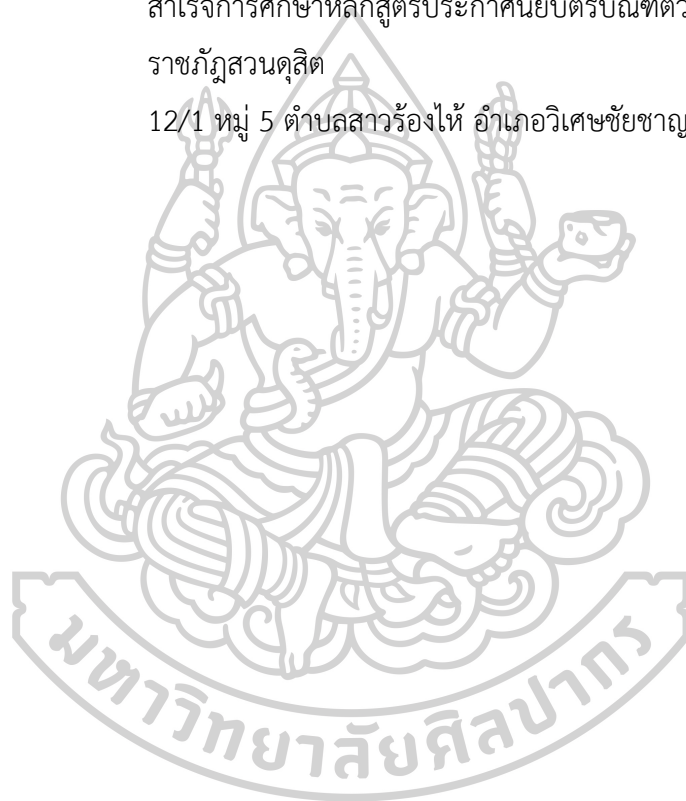 สำเร็จการศึกษาหลักสูตรประกาศนียบัตรบัณฑิตว
ราชภัฏสวนดุสิต
12/1 หมู่ 5 ตำบลสาวร้องไห้ อำเภอวิเศษชัยชาญ
มหาวิทยาลัยศิลปากร